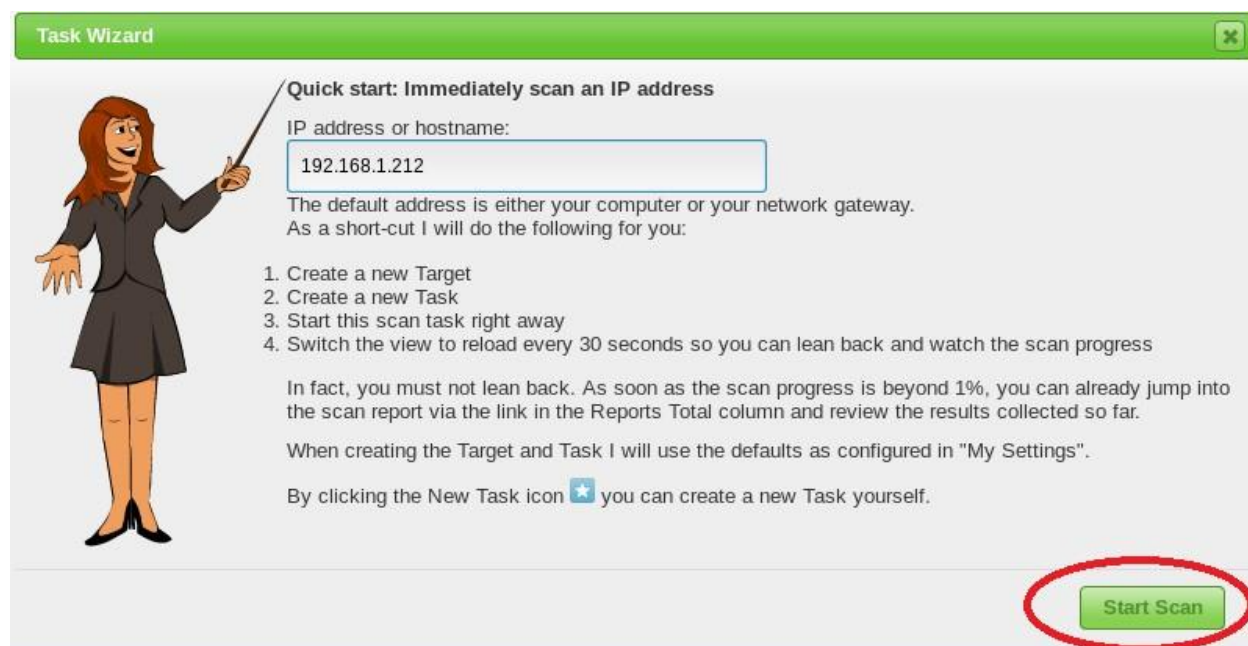 Task Wizard
Quick start: Immediately scan an IP address
IP address or hostname:
192.168.1.212
The default address is either your computer or your network gateway.
As a short-cut I will do the following for you:
1. Create a new Target
2. Create a new Task
3. Start this scan task right away
4. Switch the view to reload every 30 seconds so you can lean back and watch the scan progress
In fact, you must not lean back. As soon as the scan progress is beyond 1%, you can already jump into
the scan report via the link in the Reports Total column and review the results collected so far.
When creating the Target and Task I will use the defaults as configured in "My Settings".
By clicking the New Task icon you can create a new Task yourself.
Start Scan